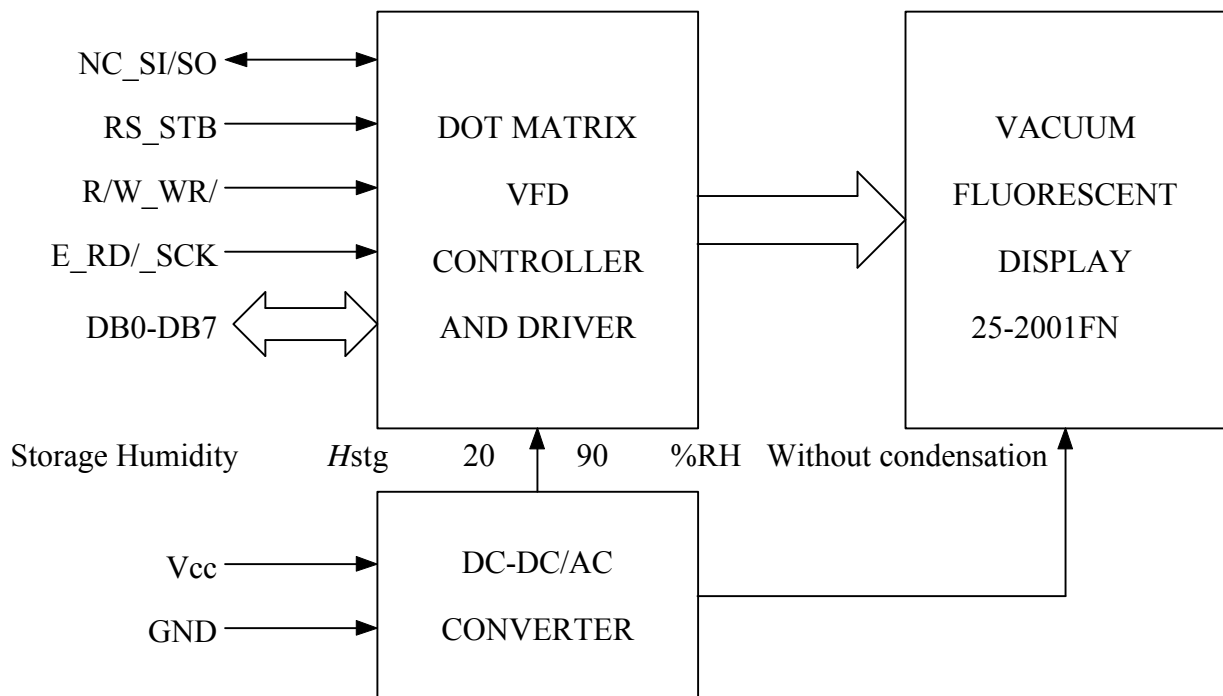 NC_SI/SO
RS_STB
R/W_WR/
E_RD/_SCK
DB0-DB7
DOT MATRIX
VFD
CONTROLLER
AND DRIVER
VACUUM
FLUORESCENT
DISPLAY
25-2001FN
Storage Humidity Hstg 20 90 %RH Without condensation
Vcc
GND
DC-DC/AC
CONVERTER